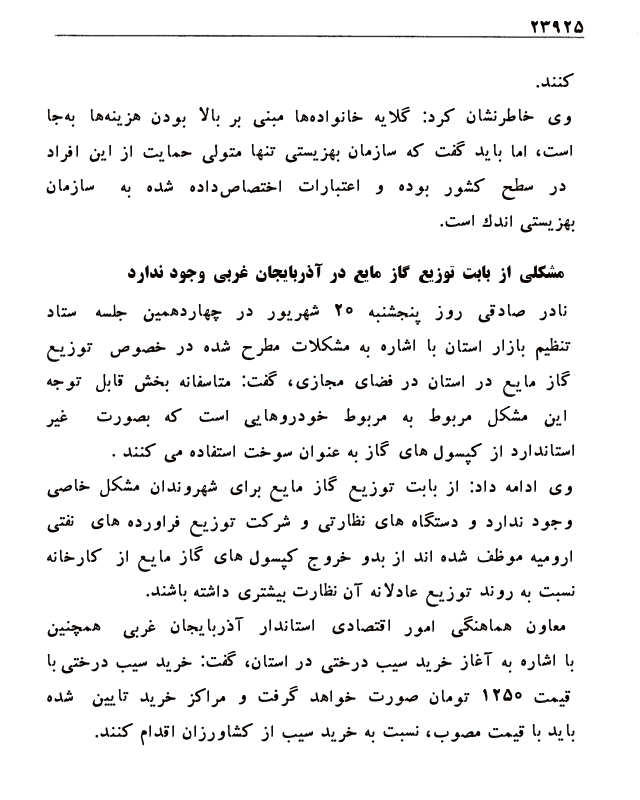 ۲۳۹۲۵
کنند.
وی خاطرنشان کرد: گلایه خانواده‌ها مبنی بر بالا بودن هزینه‌ها به‌جا
است، اما باید گفت که سازمان بهزیستی تنها متولی حمایت از این افراد
در سطح کشور بوده و اعتبارات اختصاص‌داده شده به سازمان
بهزیستی اندك است.
مشکلی از بابت توزیع گاز مایع در آذربایجان غربی وجود ندارد
نادر صادقی روز پنجشنبه ۲۰ شهریور در چهاردهمین جلسه ستاد
تنظیم بازار استان با اشاره به مشکلات مطرح شده در خصوص توزیع
گاز مایع در استان در فضای مجازی، گفت: متاسفانه بخش قابل توجه
این مشکل مربوط به مربوط خودروهایی است که بصورت غیر
استاندارد از کپسول های گاز به عنوان سوخت استفاده می کنند .
وی ادامه داد: از بابت توزیع گاز مایع برای شهروندان مشکل خاصی
وجود ندارد و دستگاه های نظارتی و شرکت توزیع فراورده های نفتی
ارومیه موظف شده اند از بدو خروج کپسول های گاز مایع از کارخانه
نسبت به روند توزیع عادلانه آن نظارت بیشتری داشته باشند.
معاون هماهنگی امور اقتصادی استاندار آذربایجان غربی همچنین
با اشاره به آغاز خرید سیب درختی در استان، گفت: خرید سیب درختی با
قیمت ۱۲۵۰ تومان صورت خواهد گرفت و مراکز خرید تایین شده
باید با قیمت مصوب، نسبت به خرید سیب از کشاورزان اقدام کنند.